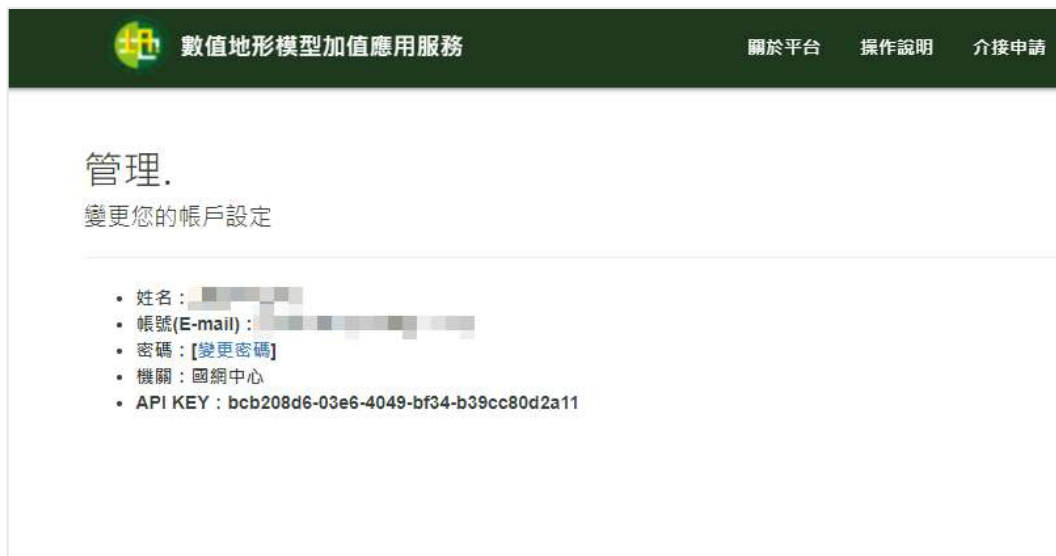 數值地形模型加值應用服務 關於平台 操作說明 介接申請
管理.
變更您的帳戶設定
• 姓名：
• 帳號(E-mail)：
• 密碼：[變更密碼]
• 機關：國網中心
• API KEY：bcb208d6-03e6-4049-bf34-b39cc80d2a11